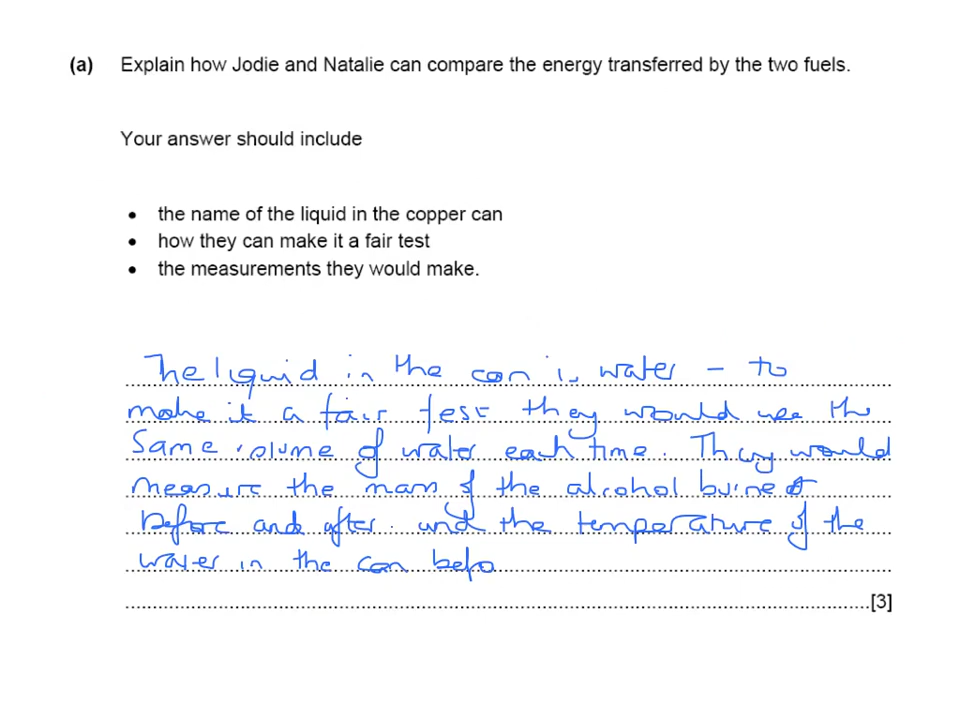 (a) Explain how Jodie and Natalie can compare the energy transferred by the two fuels.
Your answer should include
• the name of the liquid in the copper can
• how they can make it a fair test
• the measurements they would make.
The liquid in the can is water - to
make it a fair test they would use the
same volume of water each time. They would
measure the mass of the alcohol burned
before and after. and the temperature of the
water in the can befo
[3]